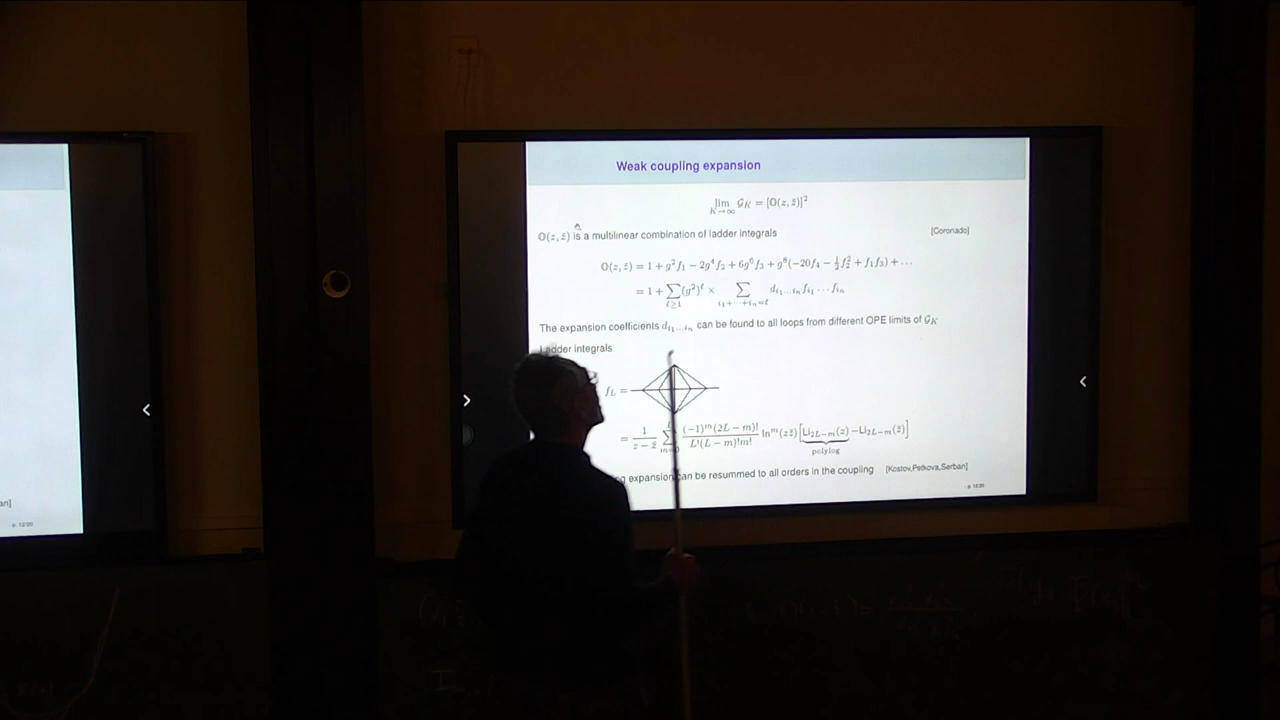 Weak coupling expansion
lim K→∞ 𝒢_K = [𝕆(z, z̄)]²
𝕆(z, z̄) is a multilinear combination of ladder integrals [Coronado]
𝕆(z, z̄) = 1 + g²f₁ − 2g⁴f₂ + 6g⁶f₃ + g⁸(−20f₄ − ½f₂² + f₁f₃) + …
= 1 + ∑_{ℓ≥1} (g²)^ℓ × ∑_{i₁+⋯+iₙ=ℓ} d_{i₁…iₙ} f_{i₁} ⋯ f_{iₙ}
The expansion coefficients d_{i₁…iₙ} can be found to all loops from different OPE limits of 𝒢_K
Ladder integrals
f_L =
= 1/(z − z̄) ∑ (−1)^m (2L − m)!/(L!(L − m)!m!) ln^m(zz̄) [Li_{2L−m}(z) − Li_{2L−m}(z̄)]
polylog
expansion can be resummed to all orders in the coupling [Kostov,Petkova,Serban]
an]